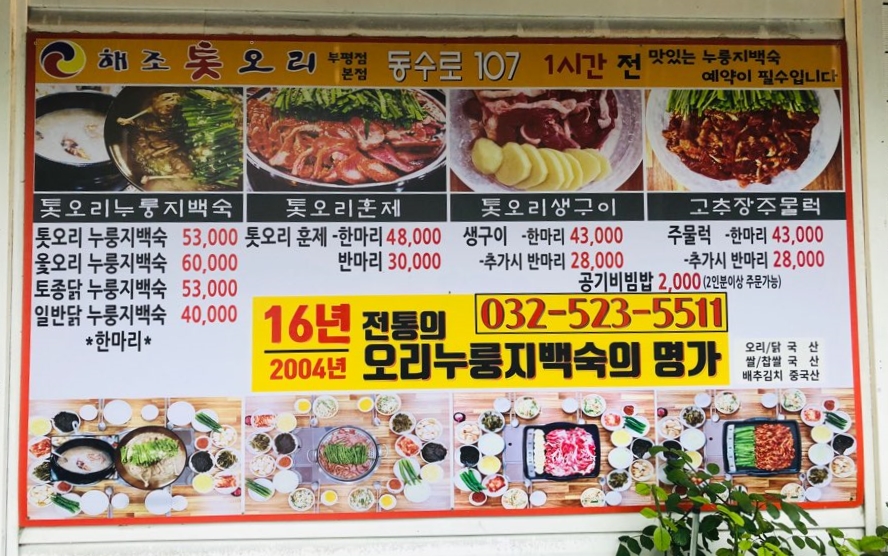 해조톳오리 부평점 본점 동수로 107 1시간 전 맛있는 누룽지백숙 예약이 필수입니다
톳오리누룽지백숙
톳오리 누룽지백숙 53,000
옻오리 누룽지백숙 60,000
토종닭 누룽지백숙 53,000
일반닭 누룽지백숙 40,000
*한마리*
톳오리훈제
톳오리 훈제 -한마리 48,000
반마리 30,000
톳오리생구이
생구이 -한마리 43,000
-추가시 반마리 28,000
고추장주물럭
주물럭 -한마리 43,000
-추가시 반마리 28,000
공기비빔밥 2,000 (2인분이상 주문가능)
16년 전통의
2004년
032-523-5511
오리누룽지백숙의 명가
오리/닭 국 산
쌀/찹쌀 국 산
배추김치 중국산